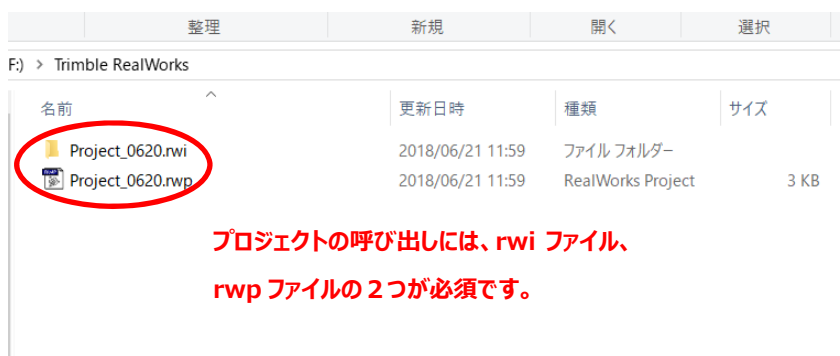 整理 新規 開く 選択
F:) > Trimble RealWorks
名前 更新日時 種類 サイズ
Project_0620.rwi 2018/06/21 11:59 ファイル フォルダー
Project_0620.rwp 2018/06/21 11:59 RealWorks Project 3 KB
プロジェクトの呼び出しには、rwi ファイル、
rwp ファイルの２つが必須です。